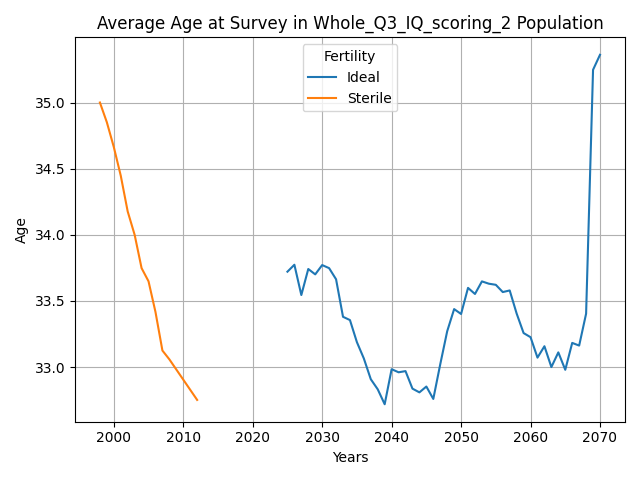 Average Age at Survey in Whole_Q3_IQ_scoring_2 Population
Fertility
Ideal
Sterile
Age
35.0
34.5
34.0
33.5
33.0
2000 2010 2020 2030 2040 2050 2060 2070
Years